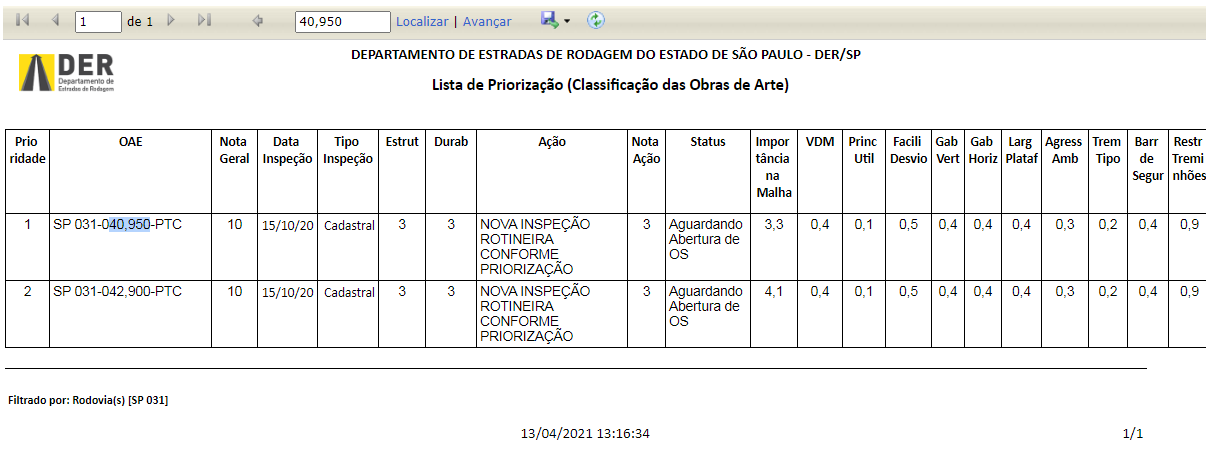 1 de 1 40,950 Localizar | Avançar
DER
Departamento de
Estradas de Rodagem
DEPARTAMENTO DE ESTRADAS DE RODAGEM DO ESTADO DE SÃO PAULO - DER/SP
Lista de Priorização (Classificação das Obras de Arte)
Prio OAE Nota Data Tipo Estrut Durab Ação Nota Status Impor VDM Princ Facili Gab Gab Larg Agress Trem Barr Restr
ridade Geral Inspeção Inspeção Ação tância Util Desvio Vert Horiz Plataf Amb Tipo de Tremi
na Segur nhões
Malha
1 SP 031-040,950-PTC 10 15/10/20 Cadastral 3 3 NOVA INSPEÇÃO 3 Aguardando 3,3 0,4 0,1 0,5 0,4 0,4 0,4 0,3 0,2 0,4 0,9
ROTINEIRA Abertura de
CONFORME OS
PRIORIZAÇÃO
2 SP 031-042,900-PTC 10 15/10/20 Cadastral 3 3 NOVA INSPEÇÃO 3 Aguardando 4,1 0,4 0,1 0,5 0,4 0,4 0,4 0,3 0,2 0,4 0,9
ROTINEIRA Abertura de
CONFORME OS
PRIORIZAÇÃO
Filtrado por: Rodovia(s) [SP 031]
13/04/2021 13:16:34 1/1